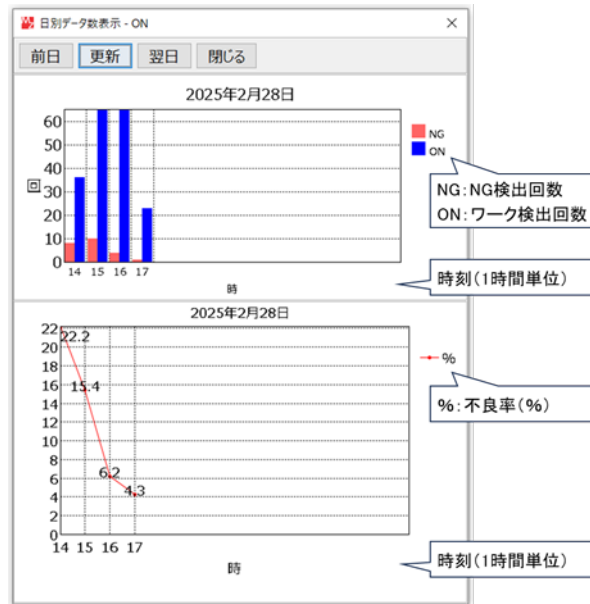 日別データ数表示 - ON
前日 更新 翌日 閉じる
2025年2月28日
60
50
40
30
20
10
0
回
14 15 16 17
時
NG
ON
NG:NG検出回数
ON:ワーク検出回数
時刻(1時間単位)
2025年2月28日
22
20
18
16
14
12
10
8
6
4
2
0
22.2
15.4
6.2
4.3
14 15 16 17
時
%
%:不良率(%)
時刻(1時間単位)